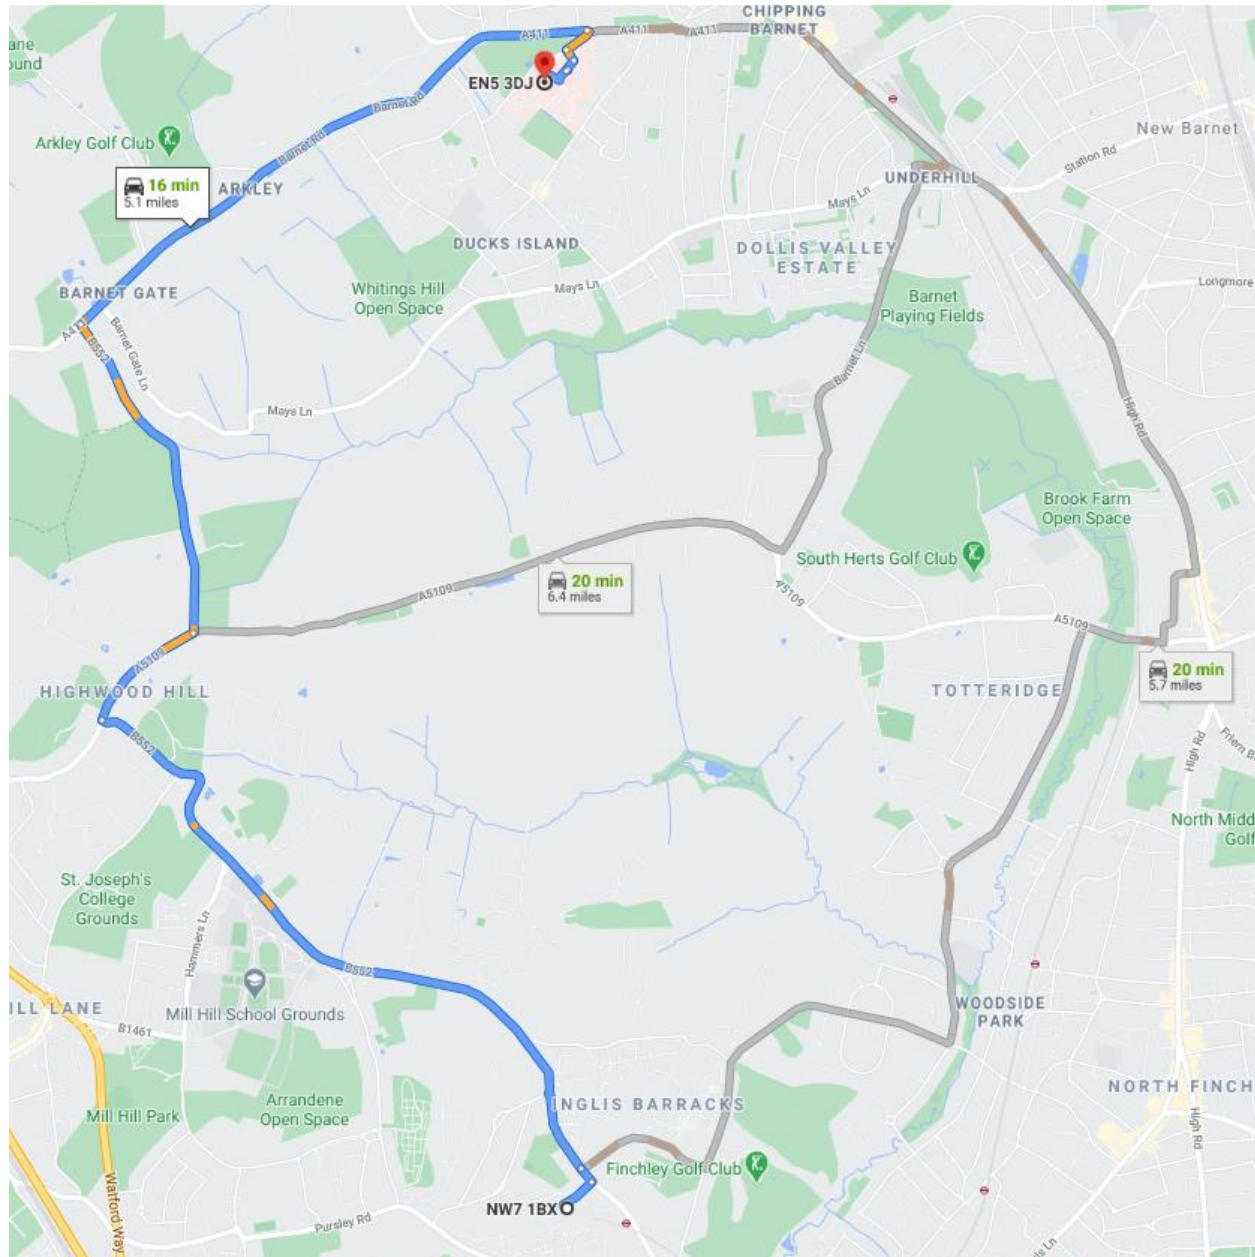 CHIPPING
BARNET
A411
A411
A411
EN5 3DJ
ane
ound
Barnet Rd
New Barnet
Arkley Golf Club
Barnet Rd
Station Rd
16 min
5.1 miles
ARKLEY
UNDERHILL
Mays Ln
DUCKS ISLAND
DOLLIS VALLEY
ESTATE
BARNET GATE
Whitings Hill
Open Space
Mays Ln
Barnet
Playing Fields
Longmore
A411
B552
Barnet Gate Ln
Barnet Ln
Mays Ln
High Rd
Brook Farm
Open Space
South Herts Golf Club
20 min
6.4 miles
A5109
A5109
A5109
A5109
20 min
5.7 miles
HIGHWOOD HILL
TOTTERIDGE
B552
High Rd
Friern B
North Midd
Golf
St. Joseph's
College
Grounds
Hammers Ln
B552
Mill Hill School Grounds
WOODSIDE
PARK
ILL LANE
B1461
Mill Hill Park
Arrandene
Open Space
INGLIS BARRACKS
NORTH FINCH
High Rd
Finchley Golf Club
Watford Way
NW7 1BX
Pursley Rd
ds Ln